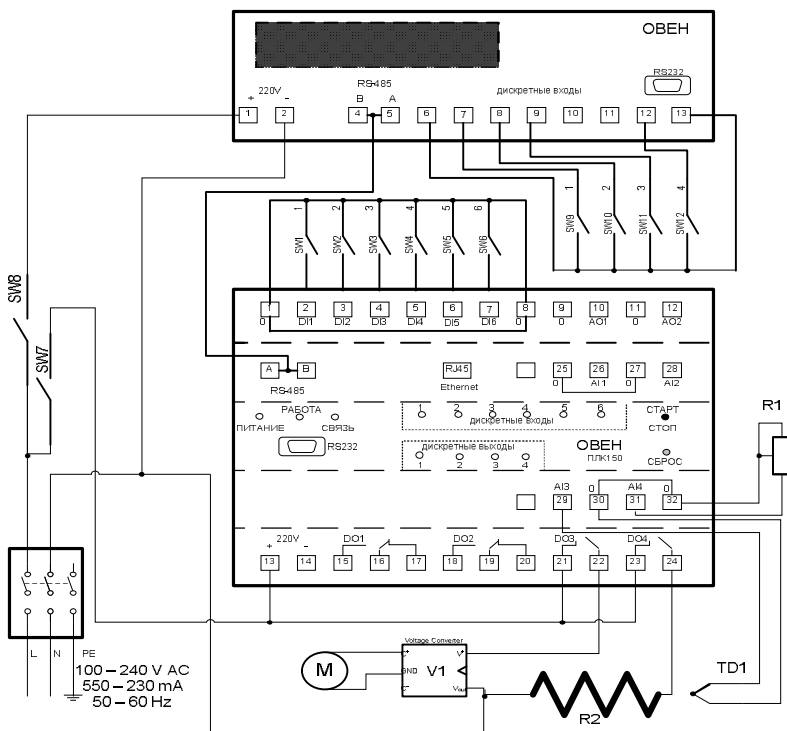 ОВЕН
RS-485
RS232
220V
B A
дискретные входы
+ -
1 2 4 5 6 7 8 9 10 11 12 13
1 2 3 4 5 6
1 2 3 4
SW1 SW2 SW3 SW4 SW5 SW6
SW9 SW10 SW11 SW12
SW8
SW7
1 2 3 4 5 6 7 8 9 10 11 12
0 DI1 DI2 DI3 DI4 DI5 DI6 0 0 AO1 0 AO2
A B RJ45 25 26 27 28
RS-485 Ethernet 0 AI1 0 AI2
1 2 3 4 5 6
РАБОТА СТАРТ
дискретные входы
ПИТАНИЕ СВЯЗЬ СТОП
R1
RS232
дискретные выходы
ОВЕН
ПЛК150
1 2 3 4
СБРОС
AI3 0 AI4 0
29 30 31 32
220V DO1 DO2 DO3 DO4
+ -
13 14 15 16 17 18 19 20 21 22 23 24
Voltage Converter
L N PE
100 – 240 V AC
550 – 230 mA
50 – 60 Hz
M
C+ V+
GND V1
C- Vout
R2
TD1